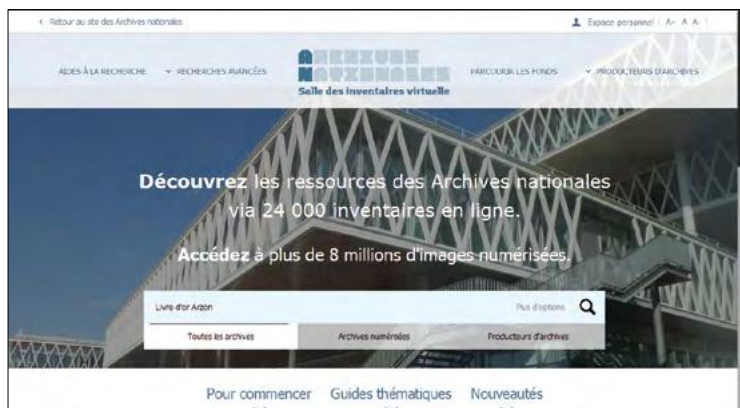 Retour au site des Archives nationales
Espace personnel | A+ A A-
AIDES À LA RECHERCHE RECHERCHES AVANCÉES
ARCHIVES
NATIONALES
Salle des inventaires virtuelle
PARCOURIR LES FONDS PRODUCTEURS D'ARCHIVES
Découvrez les ressources des Archives nationales
via 24 000 inventaires en ligne.
Accédez à plus de 8 millions d'images numérisées.
Livre d'or Arzon Plus d'options
Toutes les archives Archives numérisées Producteurs d'archives
Pour commencer Guides thématiques Nouveautés